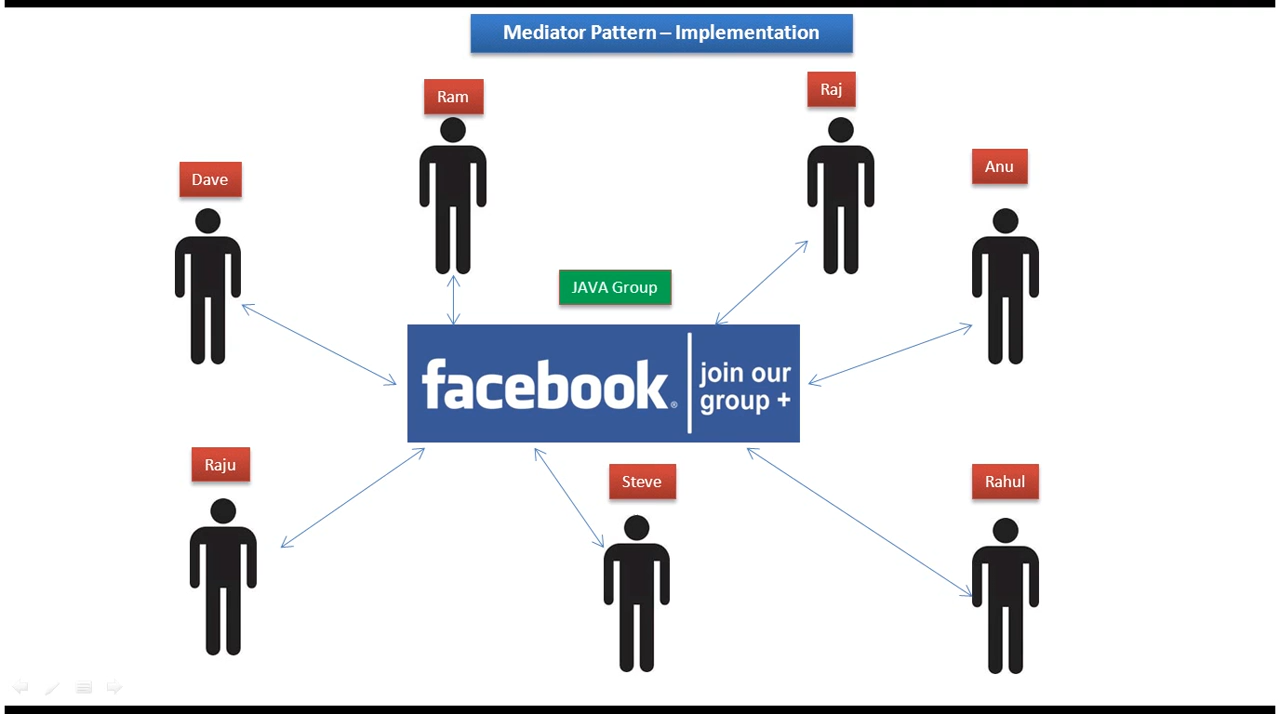 Mediator Pattern – Implementation
Ram
Raj
Dave
Anu
JAVA Group
facebook®
join our
group +
Raju
Steve
Rahul